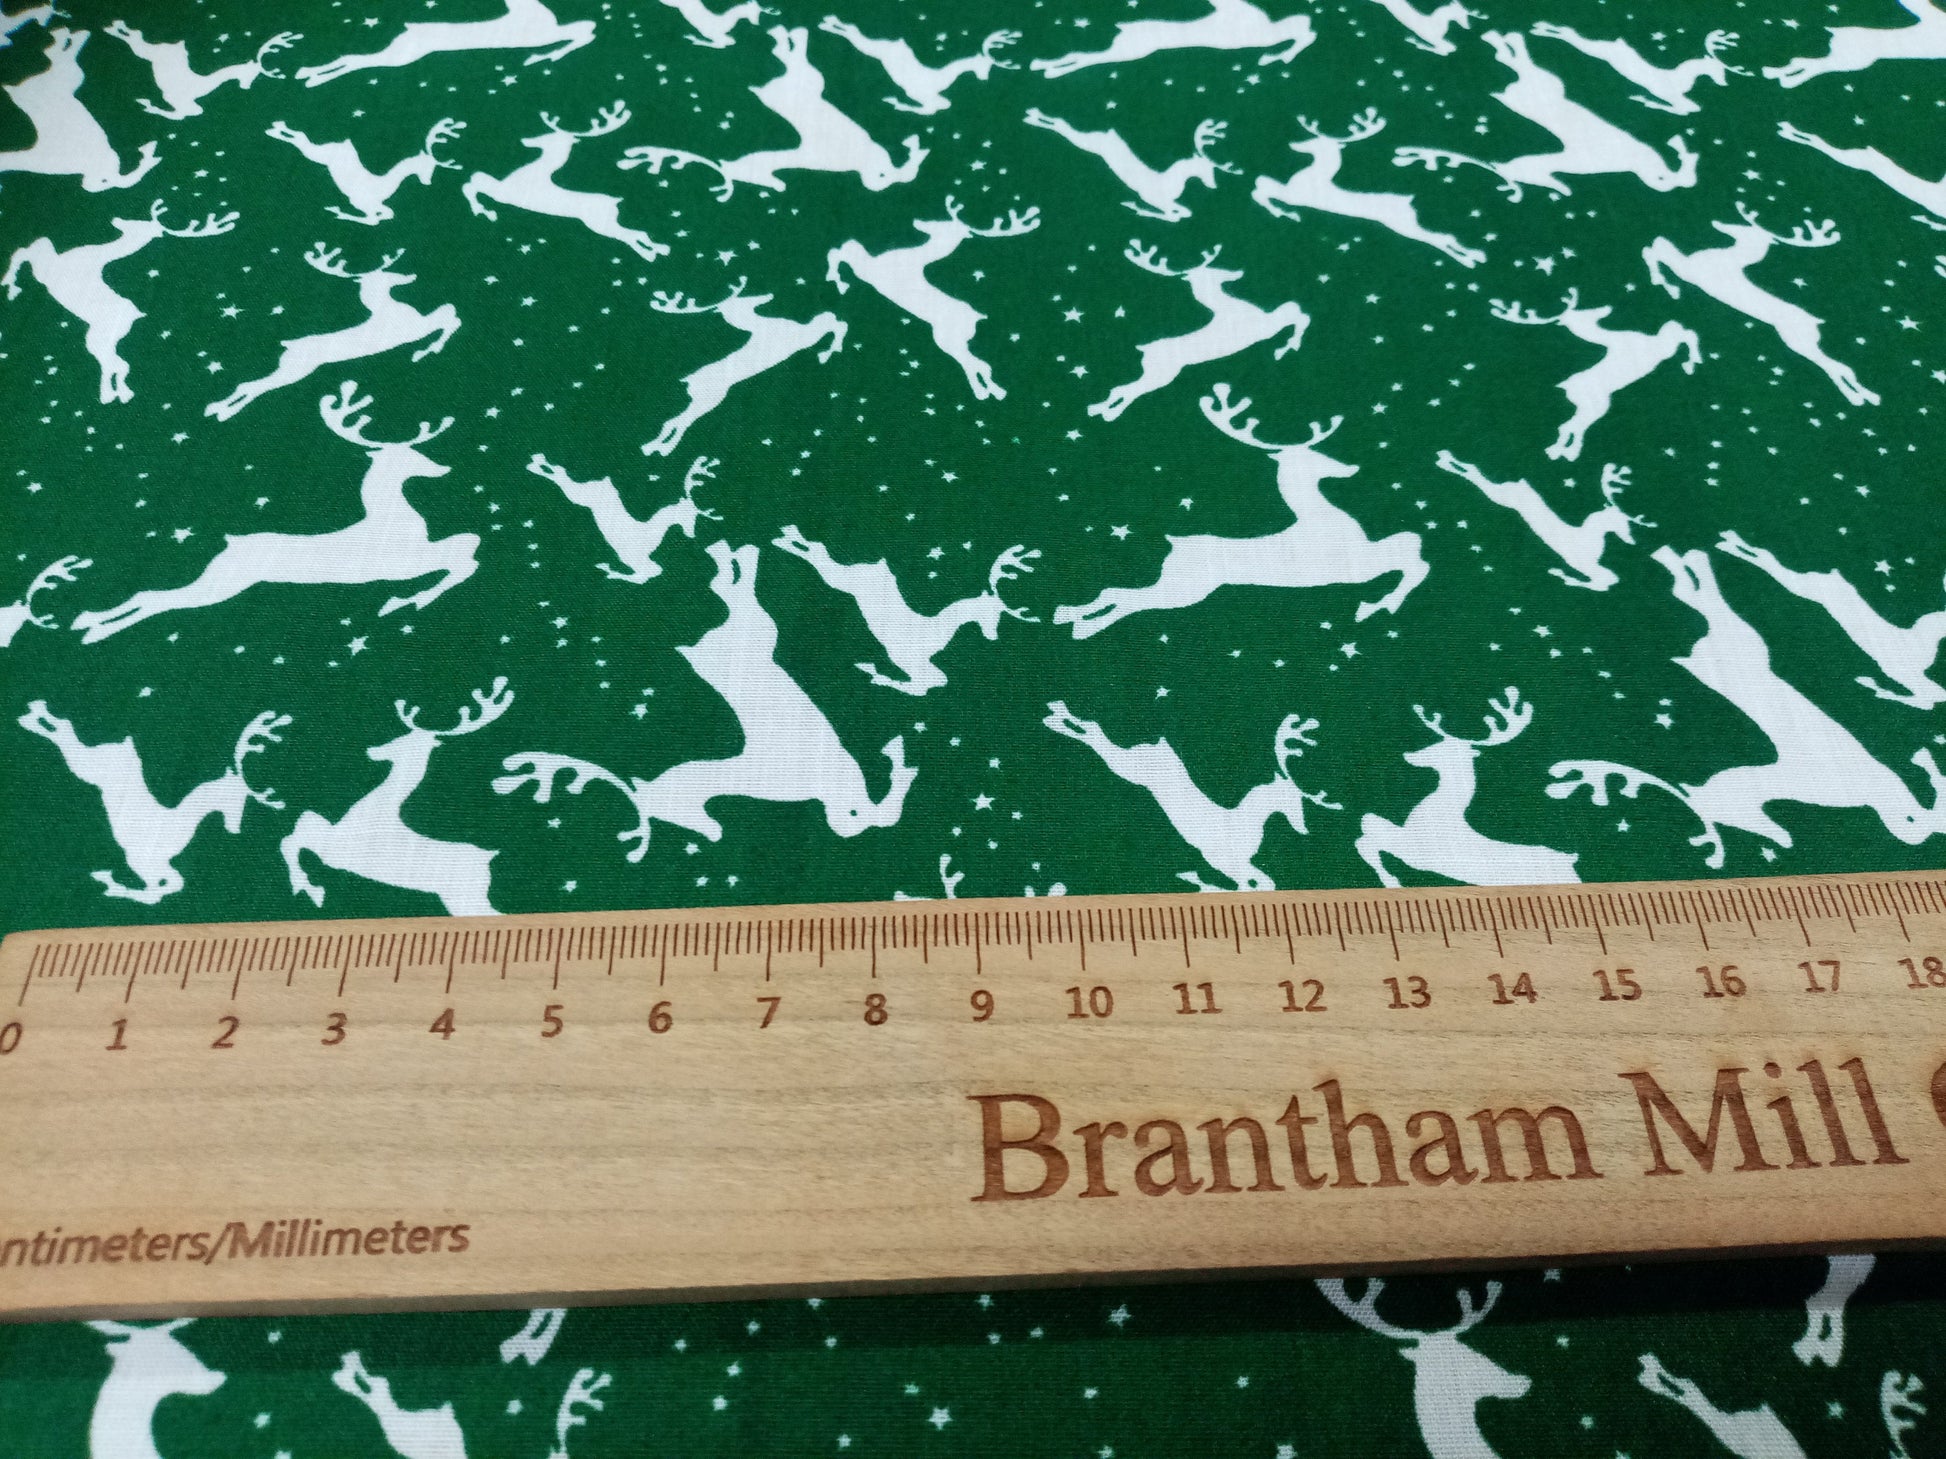 0 1 2 3 4 5 6 7 8 9 10 11 12 13 14 15 16 17 18
Brantham Mill
ntimeters/Millimeters